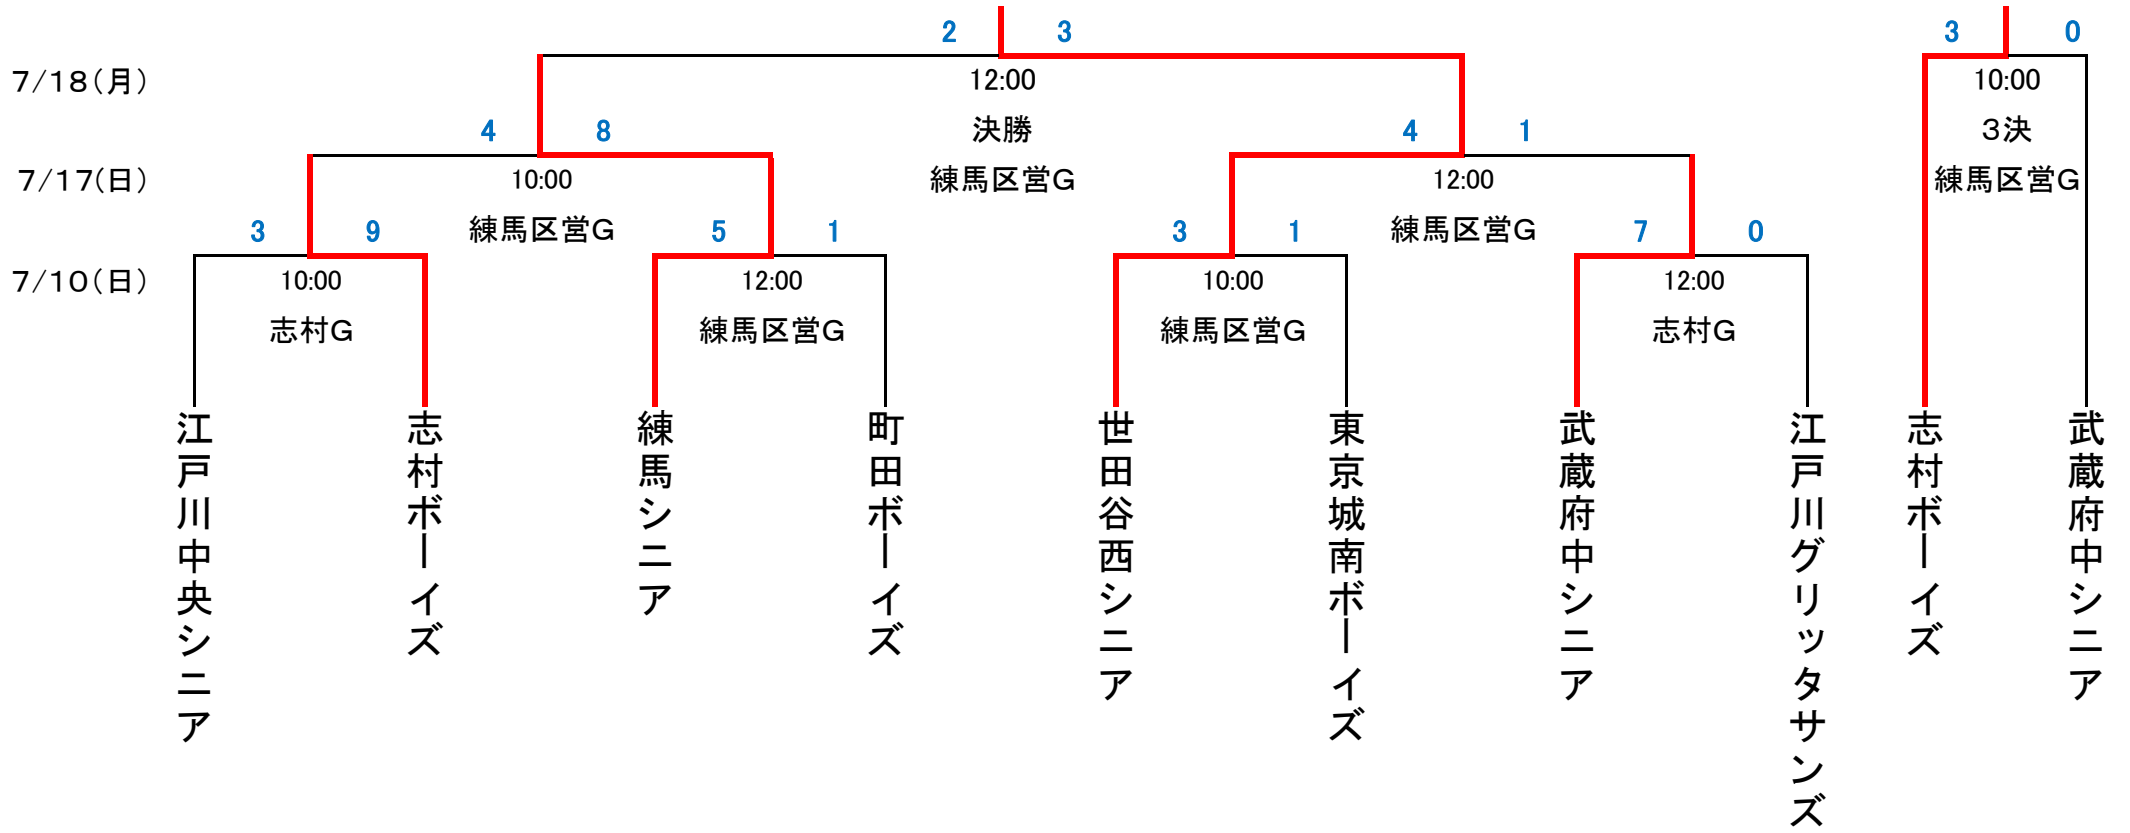 2 3 3 0
7/18(月) 12:00 10:00
4 8 決勝 4 1 3決
7/17(日) 10:00 練馬区営G 12:00 練馬区営G
3 9 練馬区営G 5 1 3 1 練馬区営G 7 0
7/10(日) 10:00 12:00 10:00 12:00
志村G 練馬区営G 練馬区営G 志村G
江戸川中央シニア
志村ボーイズ
練馬シニア
町田ボーイズ
世田谷西シニア
東京城南ボーイズ
武蔵府中シニア
江戸川グリッタサンズ
志村ボーイズ
武蔵府中シニア